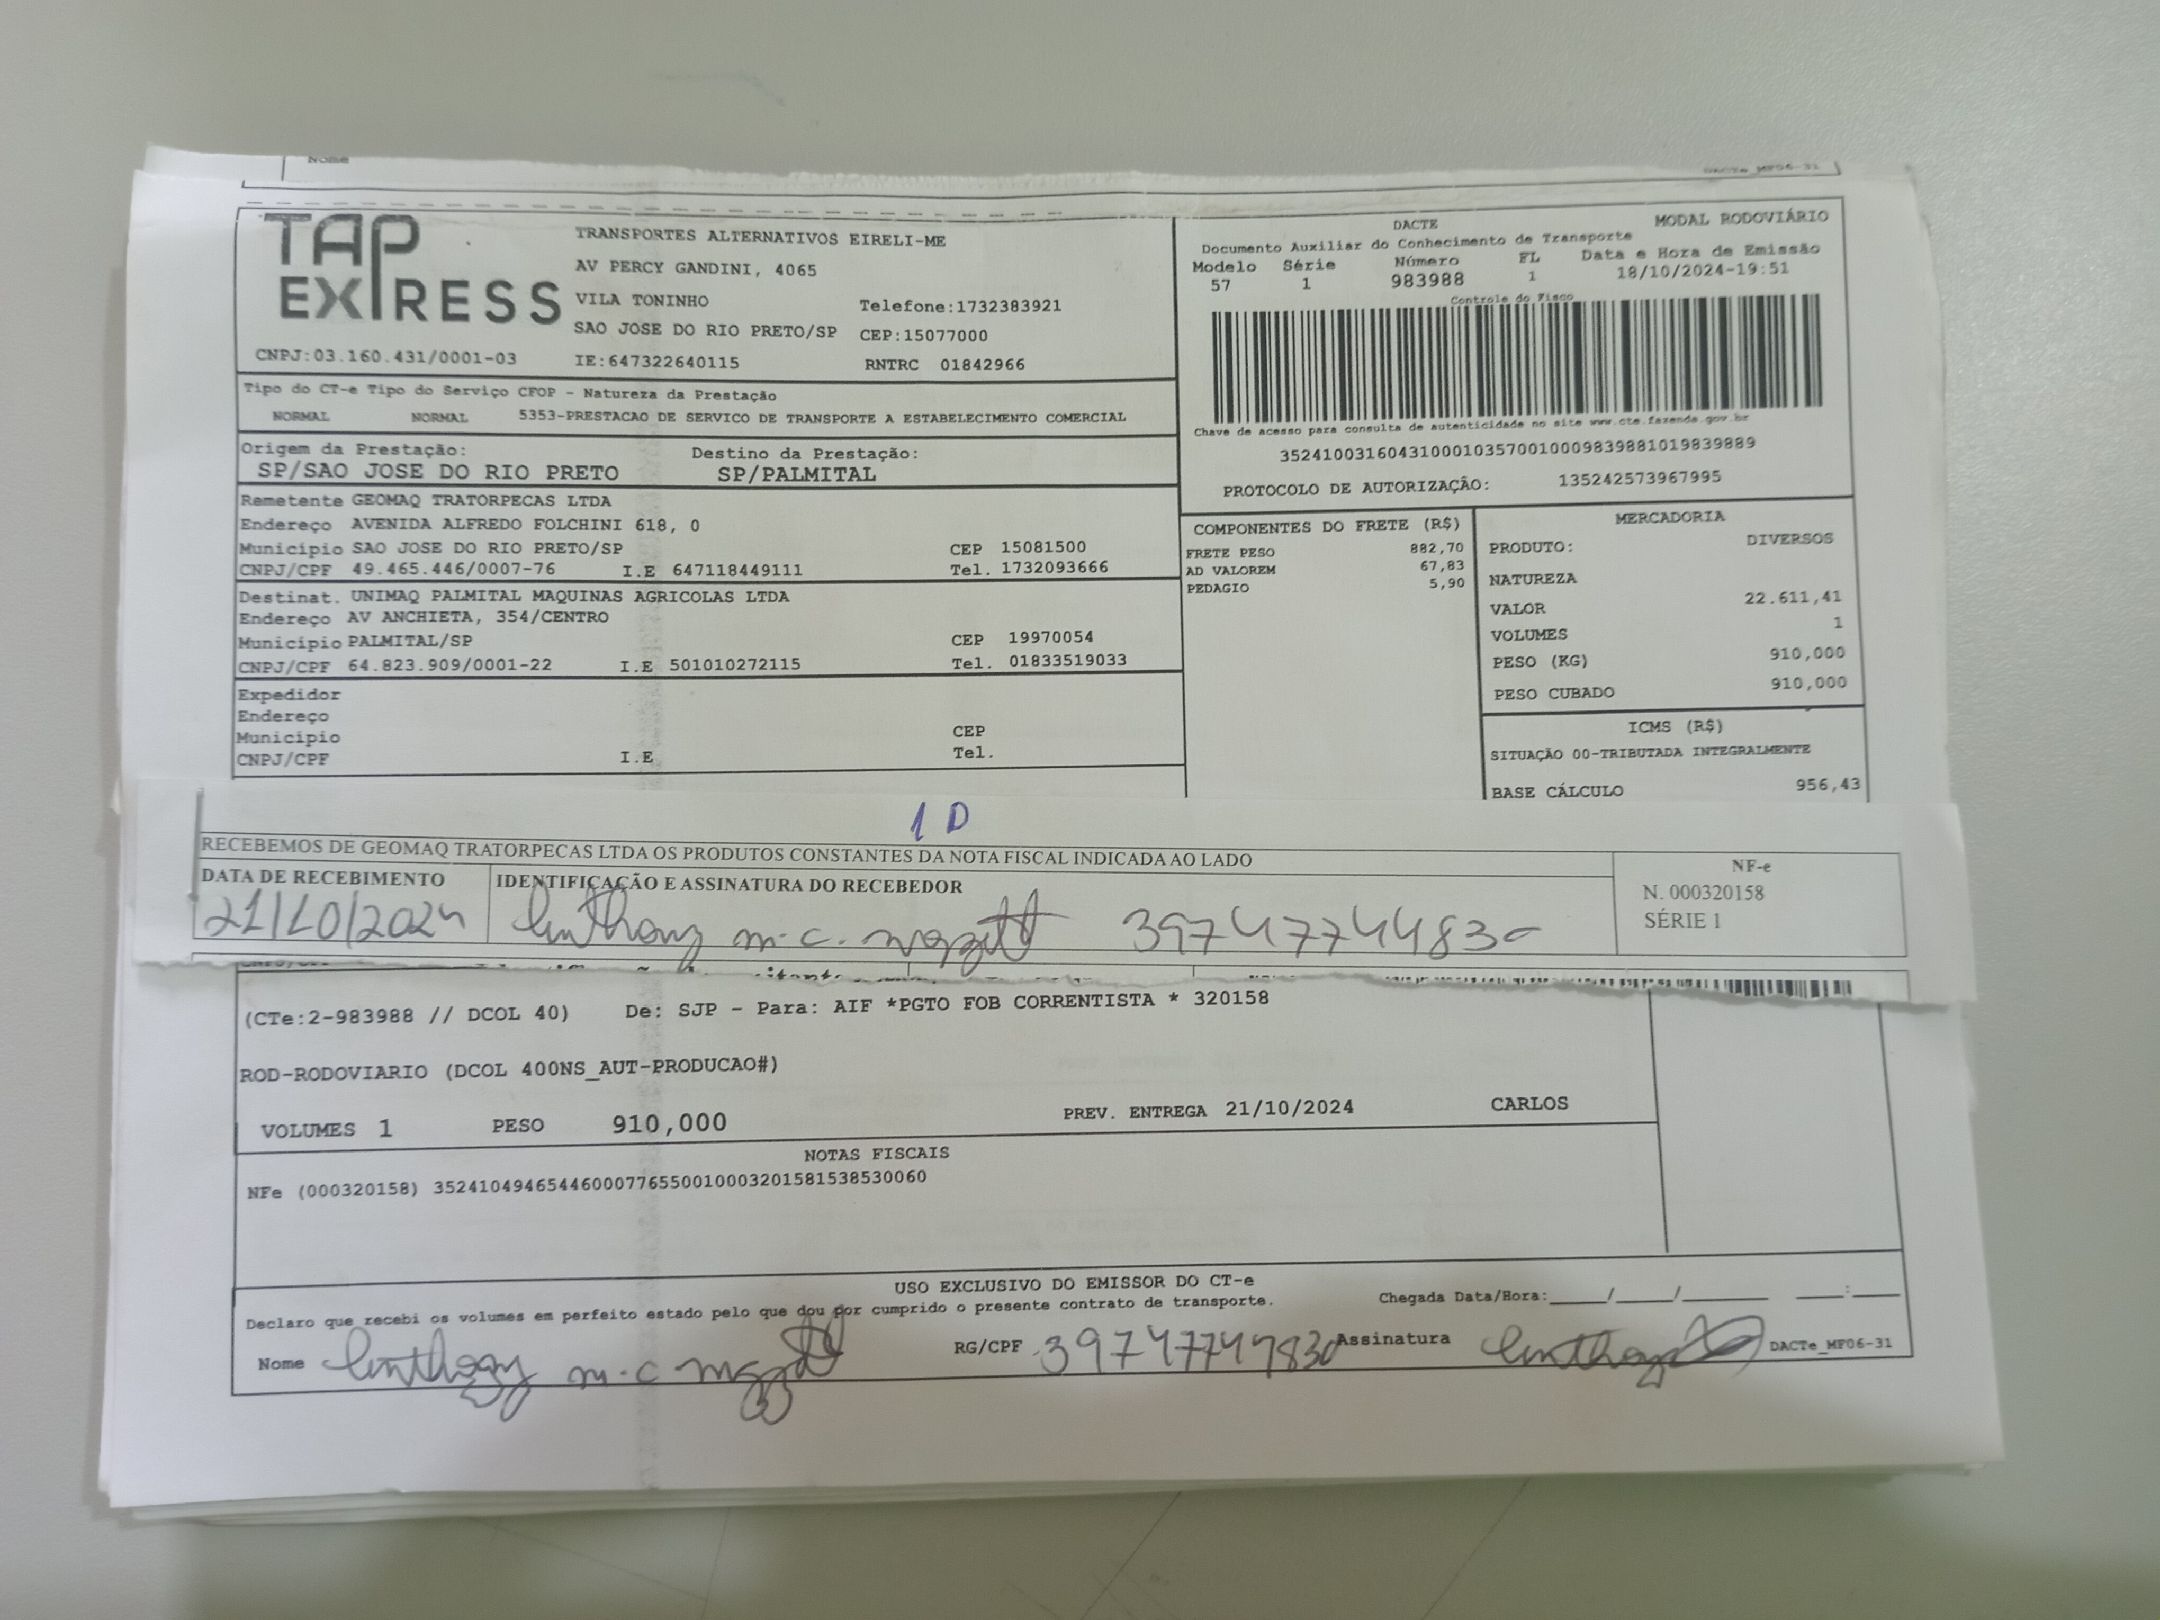 Nome
DACTe_MF06-31
TAP EXPRESS
TRANSPORTES ALTERNATIVOS EIRELI-ME
AV PERCY GANDINI, 4065
VILA TONINHO Telefone:1732383921
SAO JOSE DO RIO PRETO/SP CEP:15077000
CNPJ:03.160.431/0001-03 IE:647322640115 RNTRC 01842966
DACTE MODAL RODOVIÁRIO
Documento Auxiliar do Conhecimento de Transporte
Modelo Série Número FL Data e Hora de Emissão
57 1 983988 1 18/10/2024-19:51
Controle do Fisco
Chave de acesso para consulta de autenticidade no site www.cte.fazenda.gov.br
35241003160431000103570010009839881019839889
PROTOCOLO DE AUTORIZAÇÃO: 135242573967995
Tipo do CT-e Tipo do Serviço CFOP - Natureza da Prestação
NORMAL NORMAL 5353-PRESTACAO DE SERVICO DE TRANSPORTE A ESTABELECIMENTO COMERCIAL
Origem da Prestação: Destino da Prestação:
SP/SAO JOSE DO RIO PRETO SP/PALMITAL
Remetente GEOMAQ TRATORPECAS LTDA
Endereço AVENIDA ALFREDO FOLCHINI 618, 0
Município SAO JOSE DO RIO PRETO/SP CEP 15081500
CNPJ/CPF 49.465.446/0007-76 I.E 647118449111 Tel. 1732093666
Destinat. UNIMAQ PALMITAL MAQUINAS AGRICOLAS LTDA
Endereço AV ANCHIETA, 354/CENTRO
Município PALMITAL/SP CEP 19970054
CNPJ/CPF 64.823.909/0001-22 I.E 501010272115 Tel. 01833519033
Expedidor
Endereço
Município CEP
CNPJ/CPF I.E Tel.
COMPONENTES DO FRETE (R$)
FRETE PESO 882,70
AD VALOREM 67,83
PEDAGIO 5,90
MERCADORIA
PRODUTO: DIVERSOS
NATUREZA
VALOR 22.611,41
VOLUMES 1
PESO (KG) 910,000
PESO CUBADO 910,000
ICMS (R$)
SITUAÇÃO 00-TRIBUTADA INTEGRALMENTE
BASE CÁLCULO 956,43
1 D
RECEBEMOS DE GEOMAQ TRATORPECAS LTDA OS PRODUTOS CONSTANTES DA NOTA FISCAL INDICADA AO LADO
DATA DE RECEBIMENTO IDENTIFICAÇÃO E ASSINATURA DO RECEBEDOR
21/10/2024 Anthony m.c. 39747744830
NF-e
N. 000320158
SÉRIE 1
(CTe:2-983988 // DCOL 40) De: SJP - Para: AIF *PGTO FOB CORRENTISTA * 320158
ROD-RODOVIARIO (DCOL 400NS_AUT-PRODUCAO#)
VOLUMES 1 PESO 910,000 PREV. ENTREGA 21/10/2024 CARLOS
NOTAS FISCAIS
NFe (000320158) 35241049465446000776550010003201581538530060
USO EXCLUSIVO DO EMISSOR DO CT-e
Declaro que recebi os volumes em perfeito estado pelo que dou por cumprido o presente contrato de transporte. Chegada Data/Hora:____/____/______ ___:___
Nome Anthony m.c RG/CPF 39747744830 Assinatura Anthony DACTe_MF06-31